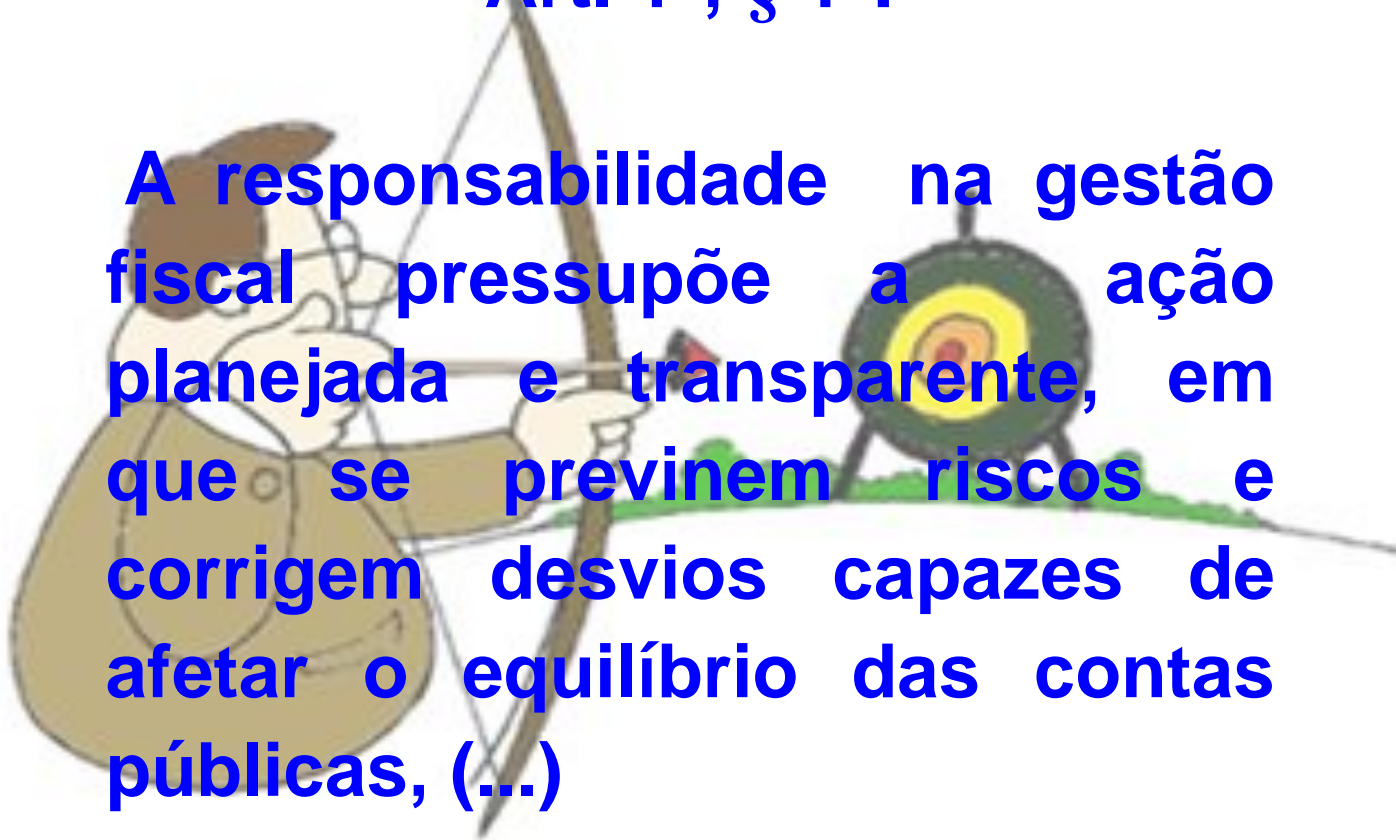 A responsabilidade na gestão
fiscal pressupõe a ação
planejada e transparente, em
que se previnem riscos e
corrigem desvios capazes de
afetar o equilíbrio das contas
públicas, (...)